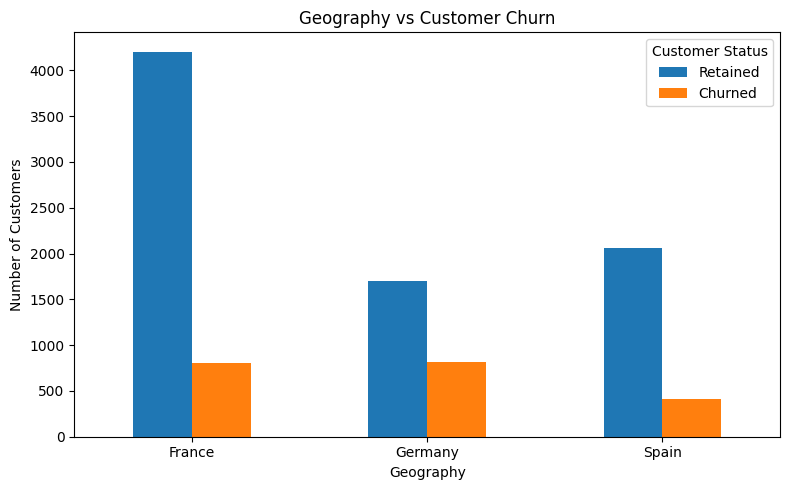 Geography vs Customer Churn
Customer Status
Retained
Churned
Number of Customers
4000
3500
3000
2500
2000
1500
1000
500
0
France
Germany
Spain
Geography